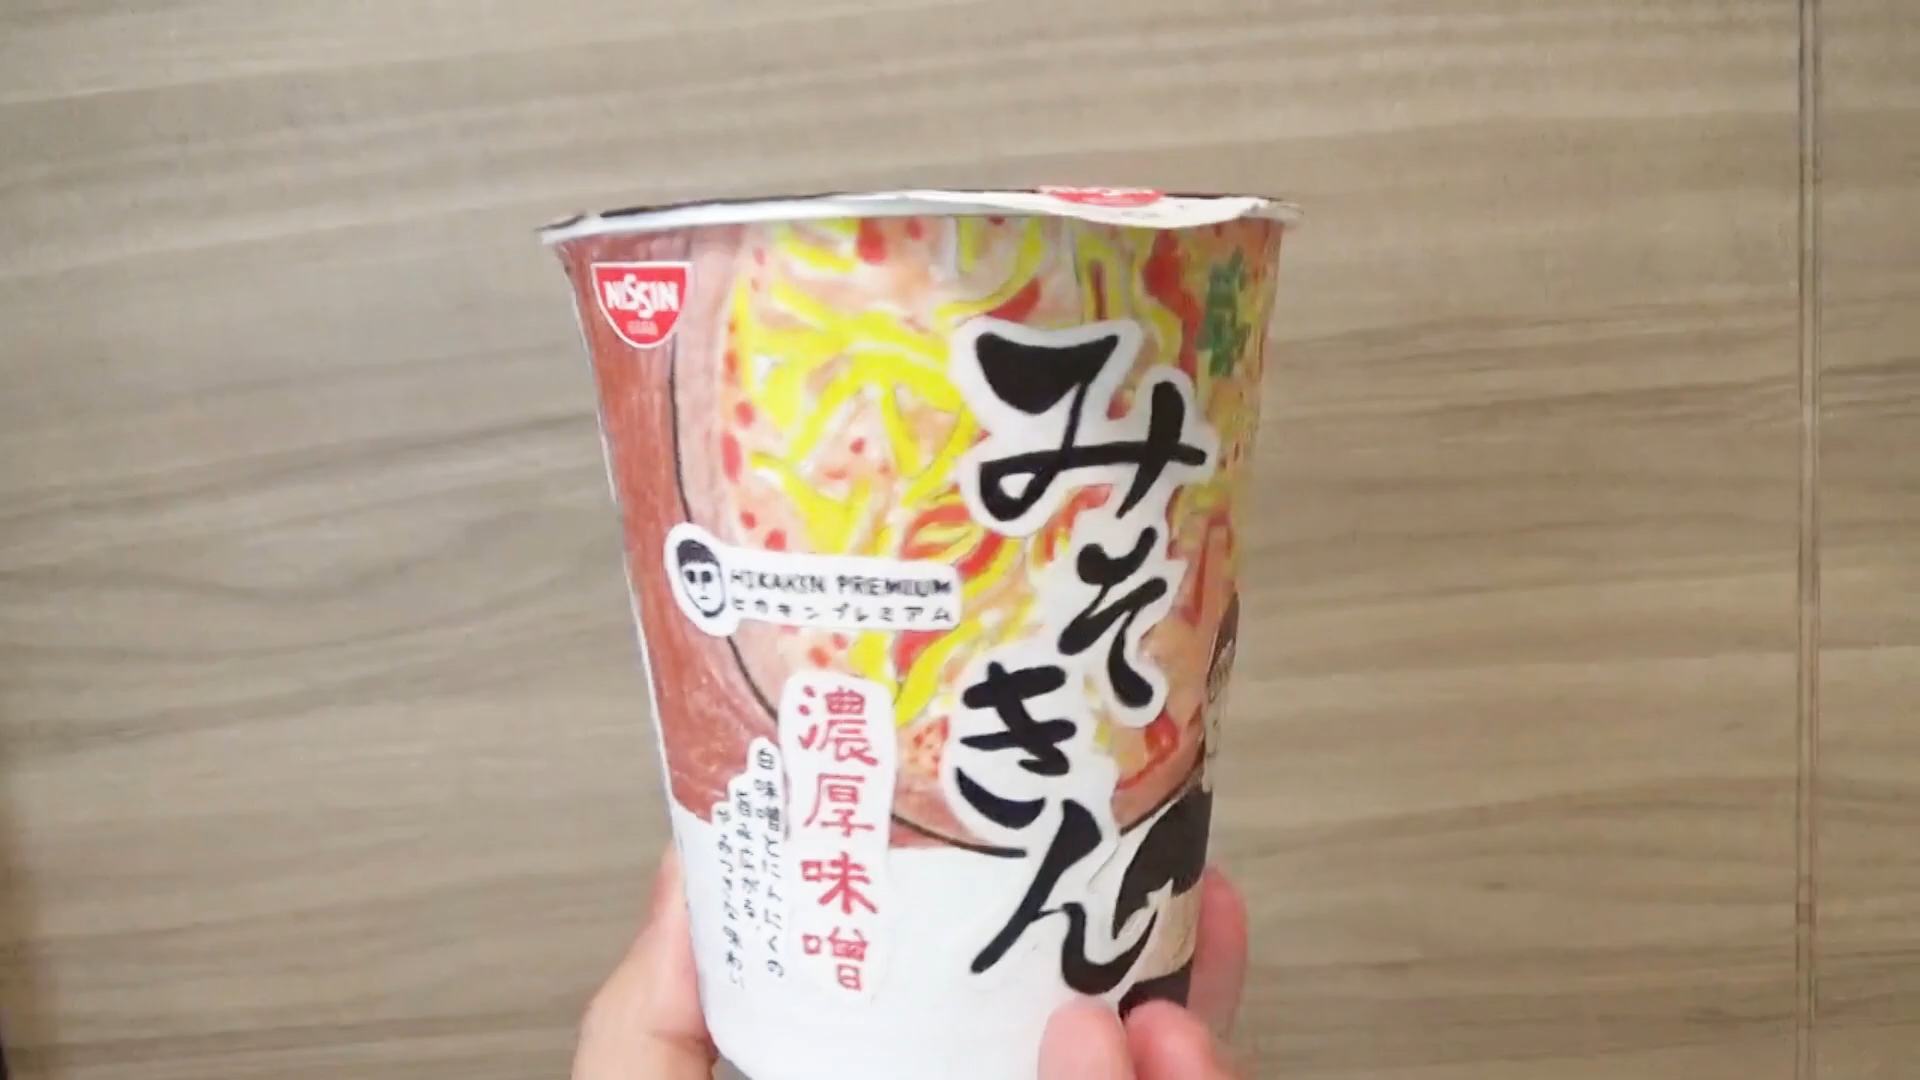 NISSIN
NISSIN
みそきん
HIKAKIN PREMIUM
ヒカキンプレミアム
濃厚味噌
白味噌とにんにくの
旨み広がる、
やみつきな味わい